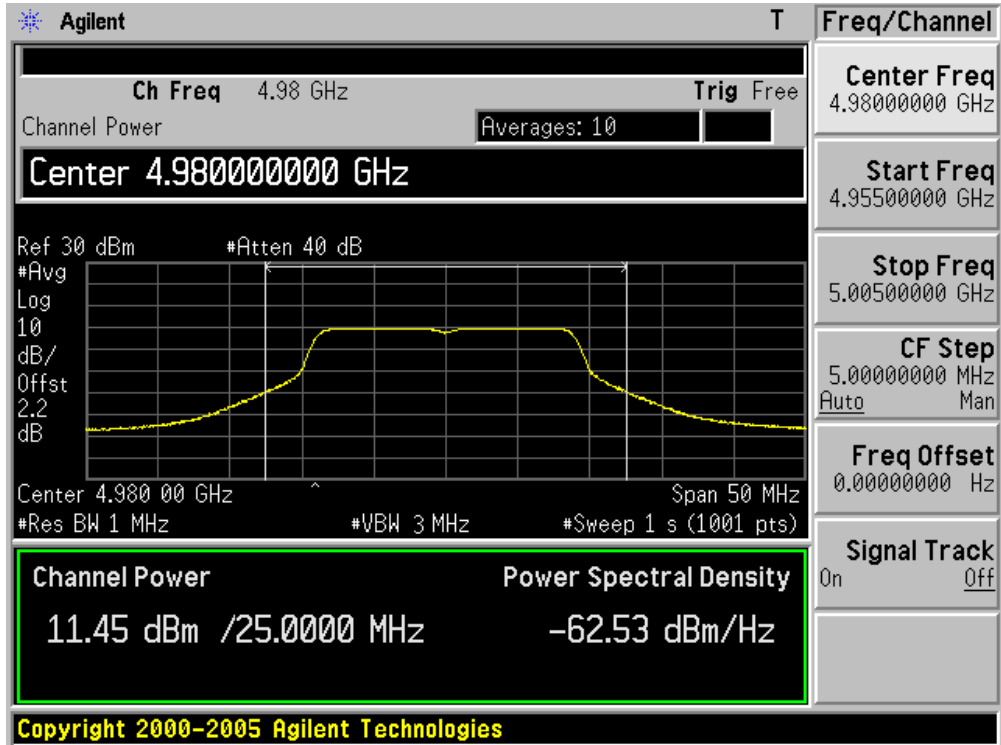 Agilent T Freq/Channel
Ch Freq 4.98 GHz Trig Free
Channel Power Averages: 10
Center 4.980000000 GHz
Ref 30 dBm #Atten 40 dB
#Avg
Log
10
dB/
Offst
2.2
dB
Center 4.980 00 GHz Span 50 MHz
#Res BW 1 MHz #VBW 3 MHz #Sweep 1 s (1001 pts)
Channel Power Power Spectral Density
11.45 dBm /25.0000 MHz -62.53 dBm/Hz
Copyright 2000-2005 Agilent Technologies
Center Freq
4.98000000 GHz
Start Freq
4.95500000 GHz
Stop Freq
5.00500000 GHz
CF Step
5.00000000 MHz
Auto Man
Freq Offset
0.00000000 Hz
Signal Track
On Off